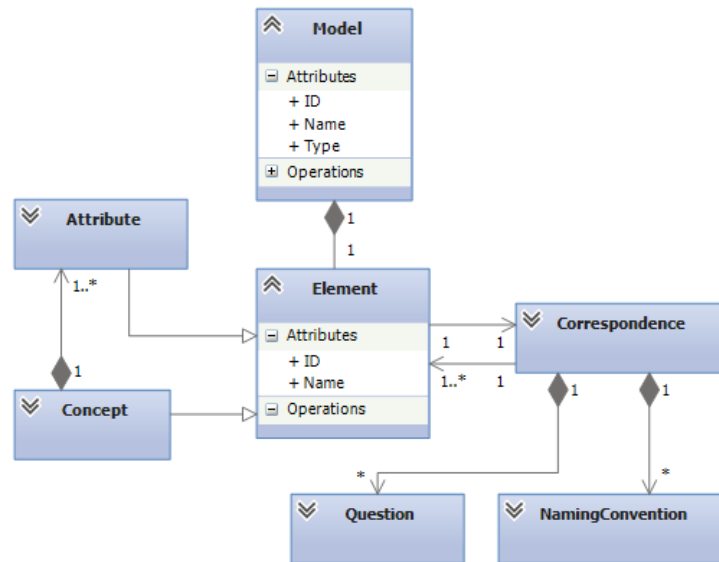 Model
Attributes
+ ID
+ Name
+ Type
Operations
1
1
Attribute
1..*
1
Concept
Element
Attributes
+ ID
+ Name
Operations
1
1
1..*
1
Correspondence
1
1
*
*
Question
NamingConvention